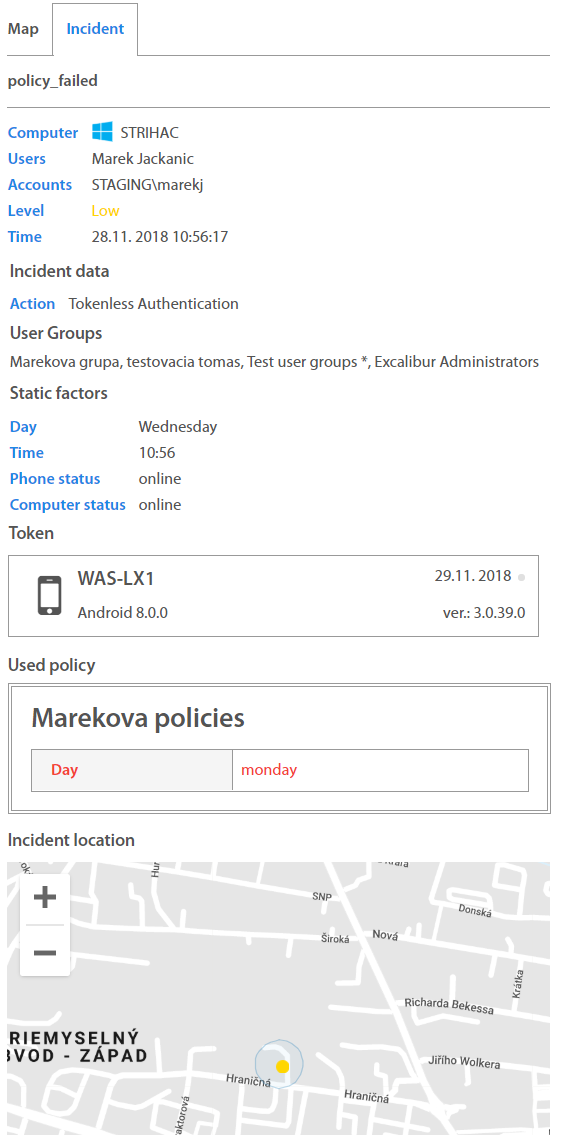 Map Incident
policy_failed
Computer STRIHAC
Users Marek Jackanic
Accounts STAGING\marekj
Level Low
Time 28.11. 2018 10:56:17
Incident data
Action Tokenless Authentication
User Groups
Marekova grupa, testovacia tomas, Test user groups *, Excalibur Administrators
Static factors
Day Wednesday
Time 10:56
Phone status online
Computer status online
Token
WAS-LX1 29.11. 2018
Android 8.0.0 ver.: 3.0.39.0
Used policy
Marekova policies
Day monday
Incident location
+
SNP
Donská
Široká Nová
−
Krátka
Richarda Bekessa
RIEMYSELNÝ
BVOD - ZÁPAD
Jiřího Wolkera
Hraničná
Hraničná